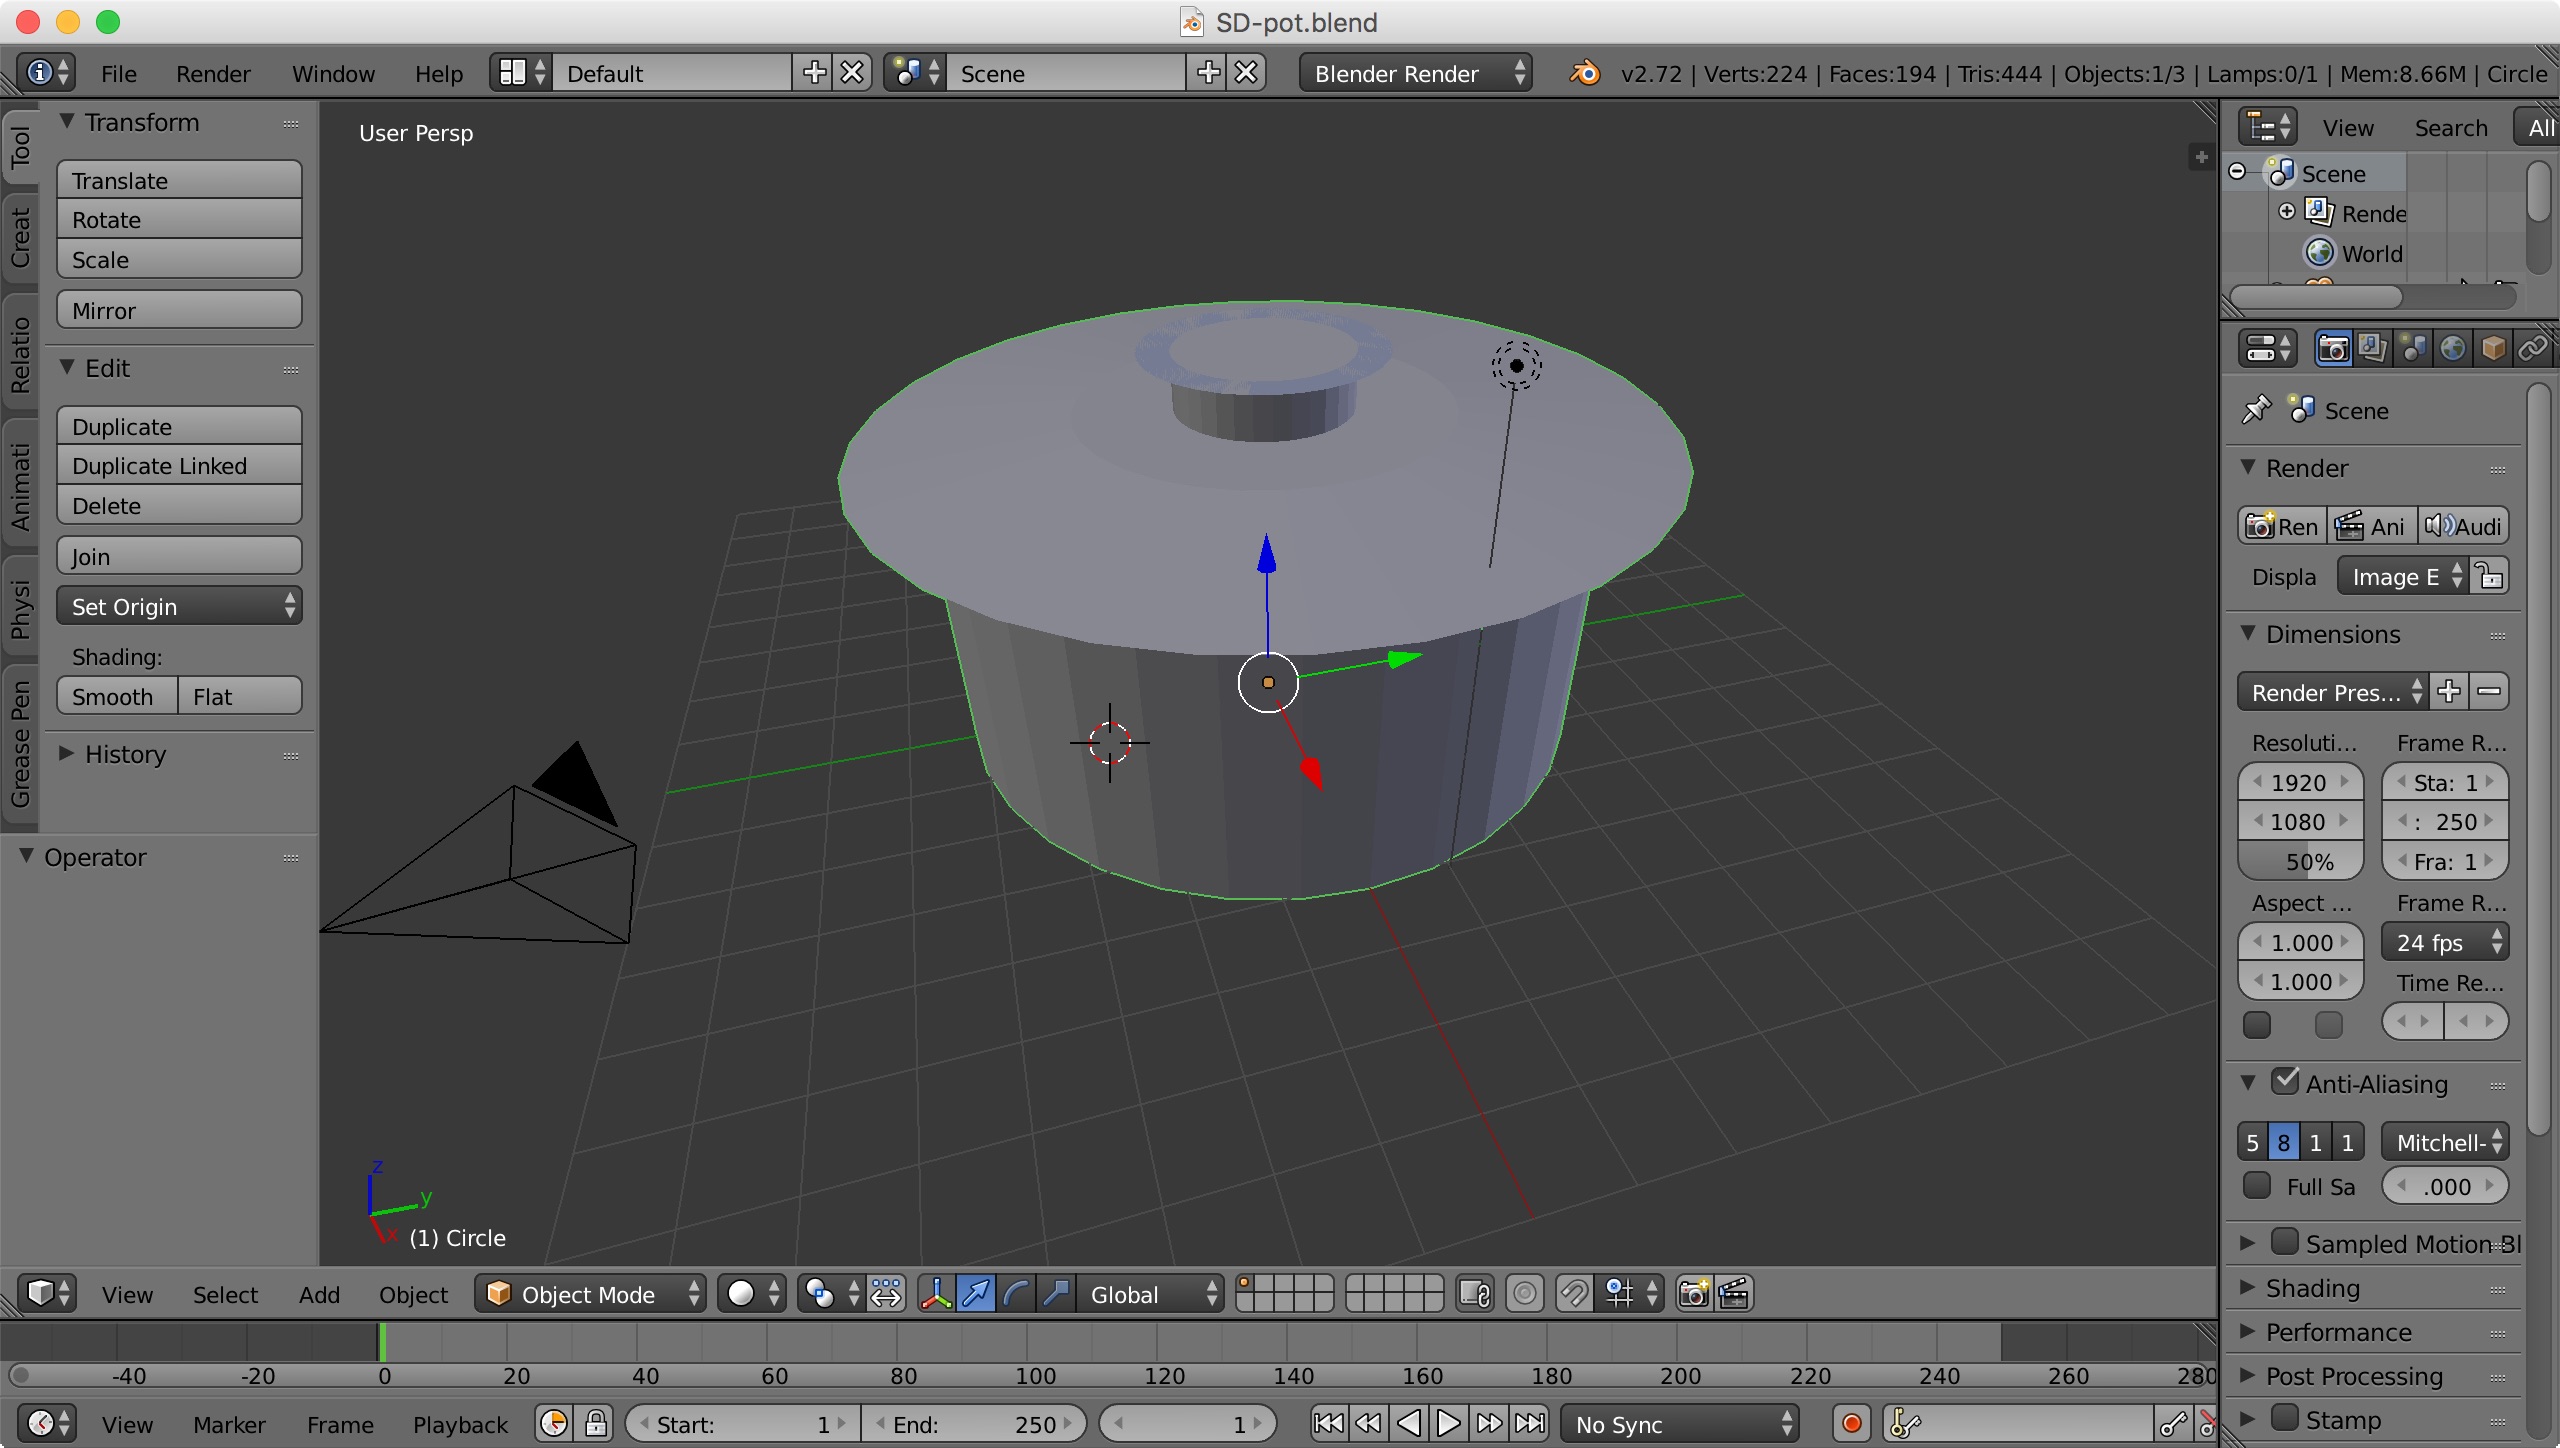 SD-pot.blend
File Render Window Help Default Scene Blender Render v2.72 | Verts:224 | Faces:194 | Tris:444 | Objects:1/3 | Lamps:0/1 | Mem:8.66M | Circle
Tool
Creat
Relatio
Animati
Physi
Grease Pen
Transform
Translate
Rotate
Scale
Mirror
Edit
Duplicate
Duplicate Linked
Delete
Join
Set Origin
Shading:
Smooth Flat
History
Operator
User Persp
z
y
x
(1) Circle
View Search All
Scene
Rende
World
Scene
Render
Ren Ani Audi
Displa Image E
Dimensions
Render Pres...
Resoluti... Frame R...
1920 Sta: 1
1080 : 250
50% Fra: 1
Aspect ... Frame R...
1.000 24 fps
1.000 Time Re...
Anti-Aliasing
5 8 1 1 Mitchell-
Full Sa .000
Sampled Motion Bl
Shading
Performance
Post Processing
Stamp
View Select Add Object Object Mode Global
-40 -20 0 20 40 60 80 100 120 140 160 180 200 220 240 260 280
View Marker Frame Playback Start: 1 End: 250 1 No Sync